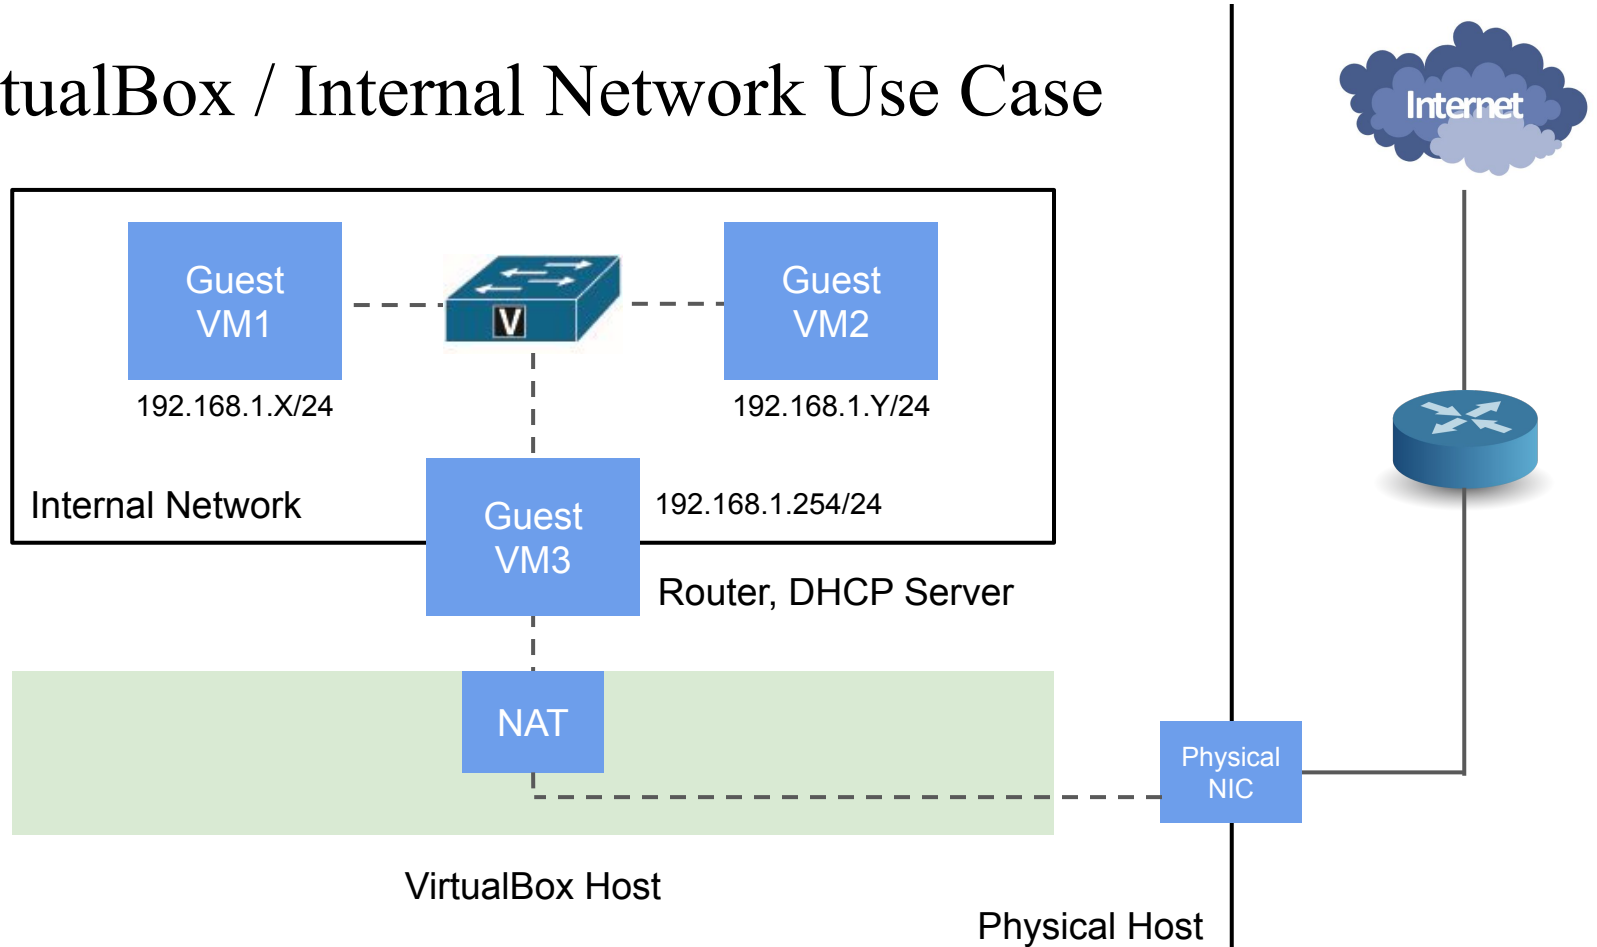 tualBox / Internal Network Use Case
Internet
Guest
VM1
V
Guest
VM2
192.168.1.X/24
192.168.1.Y/24
Internal Network
Guest
VM3
192.168.1.254/24
Router, DHCP Server
NAT
Physical
NIC
VirtualBox Host
Physical Host